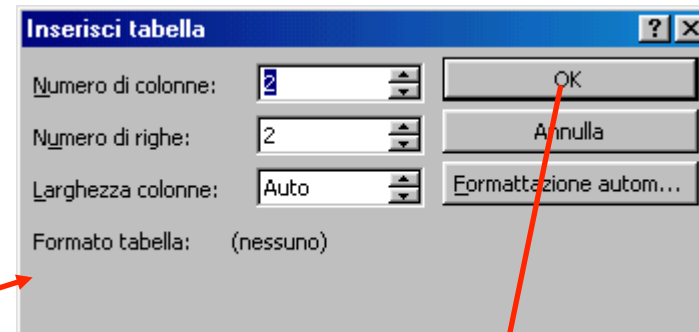 Inserisci tabella
Numero di colonne: 2 OK
Numero di righe: 2 Annulla
Larghezza colonne: Auto Formattazione autom...
Formato tabella: (nessuno)